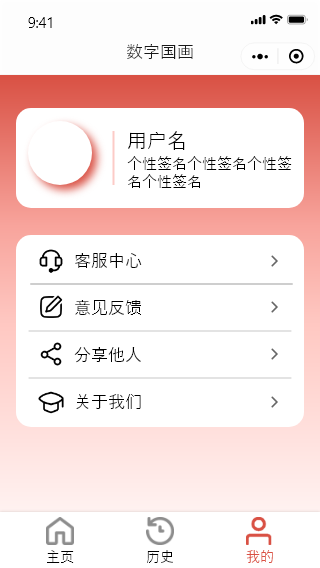 9:41
数字国画
用户名
个性签名个性签名个性签
名个性签名
客服中心
意见反馈
分享他人
关于我们
主页
历史
我的